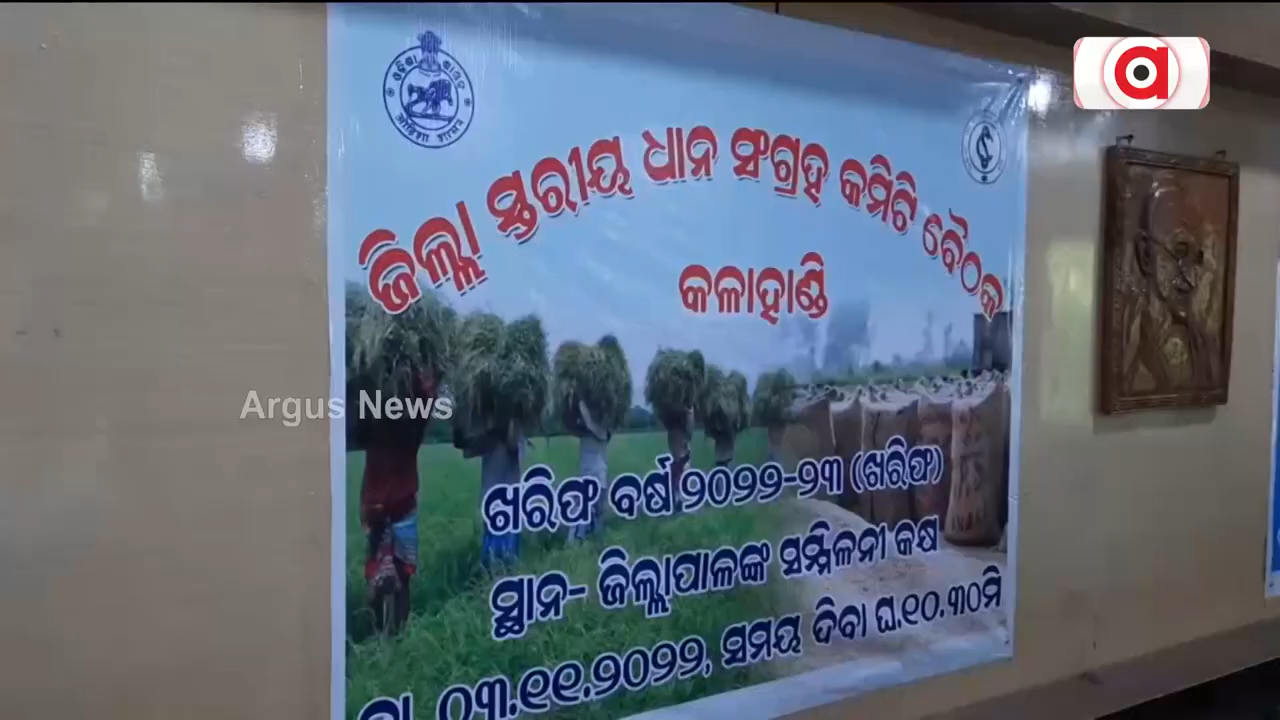 ଜିଲ୍ଲା ସ୍ତରୀୟ ଧାନ ସଂଗ୍ରହ କମିଟି ବୈଠକ
କଳାହାଣ୍ଡି
Argus News
ଖରିଫ ବର୍ଷ ୨୦୨୨-୨୩ (ଖରିଫ)
ସ୍ଥାନ- ଜିଲ୍ଲାପାଳଙ୍କ ସମ୍ମିଳନୀ କକ୍ଷ
ତା. ୦୩.୧୧.୨୦୨୨, ସମୟ ଦିବା ଘ.୧୦.୩୦ମି